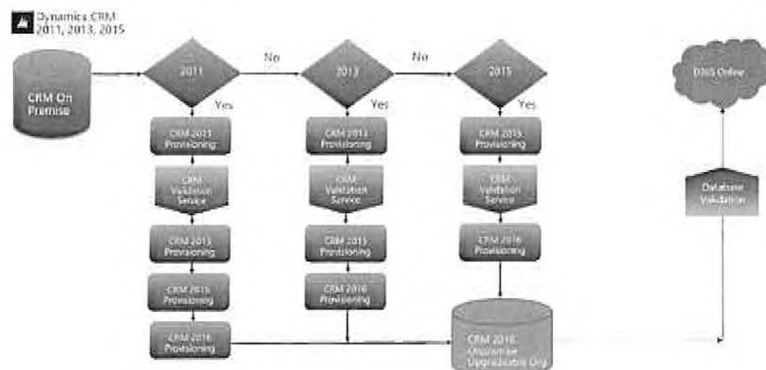 Dynamics CRM
2011, 2013, 2015
CRM On
Premise
2011
No
2013
No
2015
Yes
Yes
Yes
CRM 2011
Provisioning
CRM 2013
Provisioning
CRM 2015
Provisioning
CRM
Validation
Service
CRM
Validation
Service
CRM
Validation
Service
CRM 2013
Provisioning
CRM 2015
Provisioning
CRM 2016
Provisioning
CRM 2015
Provisioning
CRM 2016
Provisioning
CRM 2016
Provisioning
CRM 2016
Onpremise
Upgradeable Org
D365 Online
Database
Validation